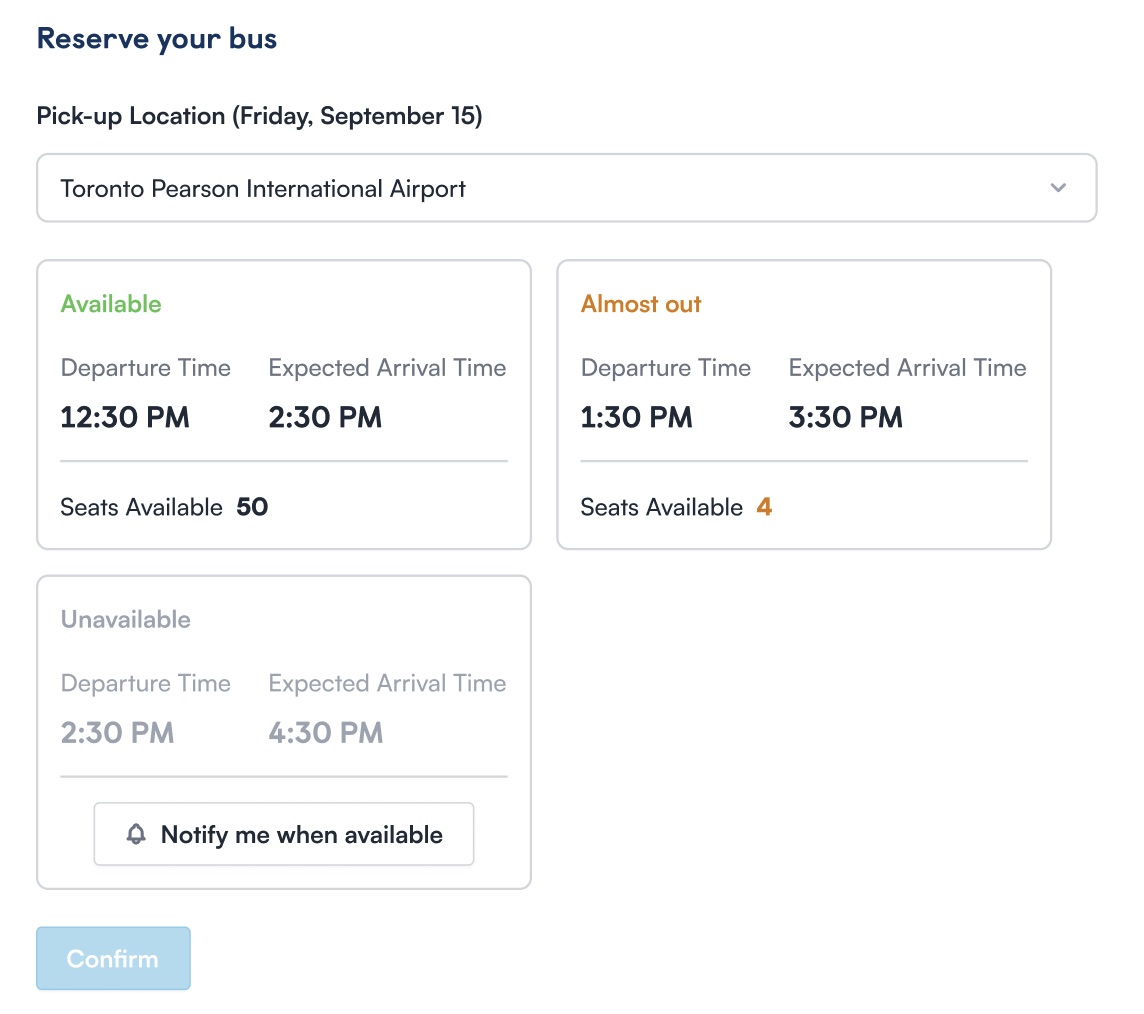 Reserve your bus
Pick-up Location (Friday, September 15)
Toronto Pearson International Airport
Available
Departure Time Expected Arrival Time
12:30 PM 2:30 PM
Seats Available 50
Almost out
Departure Time Expected Arrival Time
1:30 PM 3:30 PM
Seats Available 4
Unavailable
Departure Time Expected Arrival Time
2:30 PM 4:30 PM
Notify me when available
Confirm